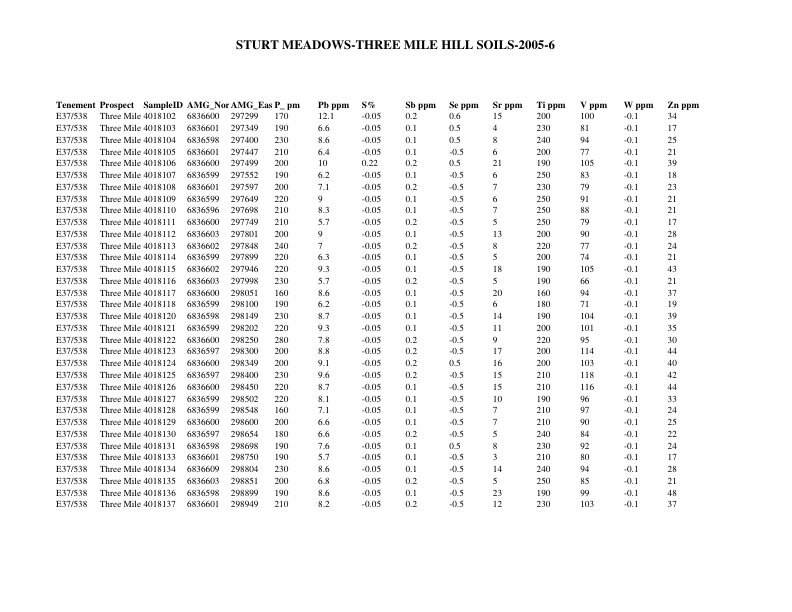 STURT MEADOWS-THREE MILE HILL SOILS-2005-6
Tenement Prospect SampleID AMG_Nor AMG_Eas P_ pm Pb ppm S% Sb ppm Se ppm Sr ppm Ti ppm V ppm W ppm Zn ppm
E37/538 Three Mile 4018102 6836600 297299 170 12.1 -0.05 0.2 0.6 15 200 100 -0.1 34
E37/538 Three Mile 4018103 6836601 297349 190 6.6 -0.05 0.1 0.5 4 230 81 -0.1 17
E37/538 Three Mile 4018104 6836598 297400 230 8.6 -0.05 0.1 0.5 8 240 94 -0.1 25
E37/538 Three Mile 4018105 6836601 297447 210 6.4 -0.05 0.1 -0.5 6 200 77 -0.1 21
E37/538 Three Mile 4018106 6836600 297499 200 10 0.22 0.2 0.5 21 190 105 -0.1 39
E37/538 Three Mile 4018107 6836599 297552 190 6.2 -0.05 0.1 -0.5 6 250 83 -0.1 18
E37/538 Three Mile 4018108 6836601 297597 200 7.1 -0.05 0.2 -0.5 7 230 79 -0.1 23
E37/538 Three Mile 4018109 6836599 297649 220 9 -0.05 0.1 -0.5 6 250 91 -0.1 21
E37/538 Three Mile 4018110 6836596 297698 210 8.3 -0.05 0.1 -0.5 7 250 88 -0.1 21
E37/538 Three Mile 4018111 6836600 297749 210 5.7 -0.05 0.2 -0.5 5 250 79 -0.1 17
E37/538 Three Mile 4018112 6836603 297801 200 9 -0.05 0.1 -0.5 13 200 90 -0.1 28
E37/538 Three Mile 4018113 6836602 297848 240 7 -0.05 0.2 -0.5 8 220 77 -0.1 24
E37/538 Three Mile 4018114 6836599 297899 220 6.3 -0.05 0.1 -0.5 5 200 74 -0.1 21
E37/538 Three Mile 4018115 6836602 297946 220 9.3 -0.05 0.1 -0.5 18 190 105 -0.1 43
E37/538 Three Mile 4018116 6836603 297998 230 5.7 -0.05 0.2 -0.5 5 190 66 -0.1 21
E37/538 Three Mile 4018117 6836600 298051 160 8.6 -0.05 0.1 -0.5 20 160 94 -0.1 37
E37/538 Three Mile 4018118 6836599 298100 190 6.2 -0.05 0.1 -0.5 6 180 71 -0.1 19
E37/538 Three Mile 4018120 6836598 298149 230 8.7 -0.05 0.1 -0.5 14 190 104 -0.1 39
E37/538 Three Mile 4018121 6836599 298202 220 9.3 -0.05 0.1 -0.5 11 200 101 -0.1 35
E37/538 Three Mile 4018122 6836600 298250 280 7.8 -0.05 0.2 -0.5 9 220 95 -0.1 30
E37/538 Three Mile 4018123 6836597 298300 200 8.8 -0.05 0.2 -0.5 17 200 114 -0.1 44
E37/538 Three Mile 4018124 6836600 298349 200 9.1 -0.05 0.2 0.5 16 200 103 -0.1 40
E37/538 Three Mile 4018125 6836597 298400 230 9.6 -0.05 0.2 -0.5 15 210 118 -0.1 42
E37/538 Three Mile 4018126 6836600 298450 220 8.7 -0.05 0.1 -0.5 15 210 116 -0.1 44
E37/538 Three Mile 4018127 6836599 298502 220 8.1 -0.05 0.1 -0.5 10 190 96 -0.1 33
E37/538 Three Mile 4018128 6836599 298548 160 7.1 -0.05 0.1 -0.5 7 210 97 -0.1 24
E37/538 Three Mile 4018129 6836600 298600 200 6.6 -0.05 0.1 -0.5 7 210 90 -0.1 25
E37/538 Three Mile 4018130 6836597 298654 180 6.6 -0.05 0.2 -0.5 5 240 84 -0.1 22
E37/538 Three Mile 4018131 6836598 298698 190 7.6 -0.05 0.1 0.5 8 230 92 -0.1 24
E37/538 Three Mile 4018133 6836601 298750 190 5.7 -0.05 0.1 -0.5 3 210 80 -0.1 17
E37/538 Three Mile 4018134 6836609 298804 230 8.6 -0.05 0.1 -0.5 14 240 94 -0.1 28
E37/538 Three Mile 4018135 6836603 298851 200 6.8 -0.05 0.2 -0.5 5 250 85 -0.1 21
E37/538 Three Mile 4018136 6836598 298899 190 8.6 -0.05 0.1 -0.5 23 190 99 -0.1 48
E37/538 Three Mile 4018137 6836601 298949 210 8.2 -0.05 0.2 -0.5 12 230 103 -0.1 37